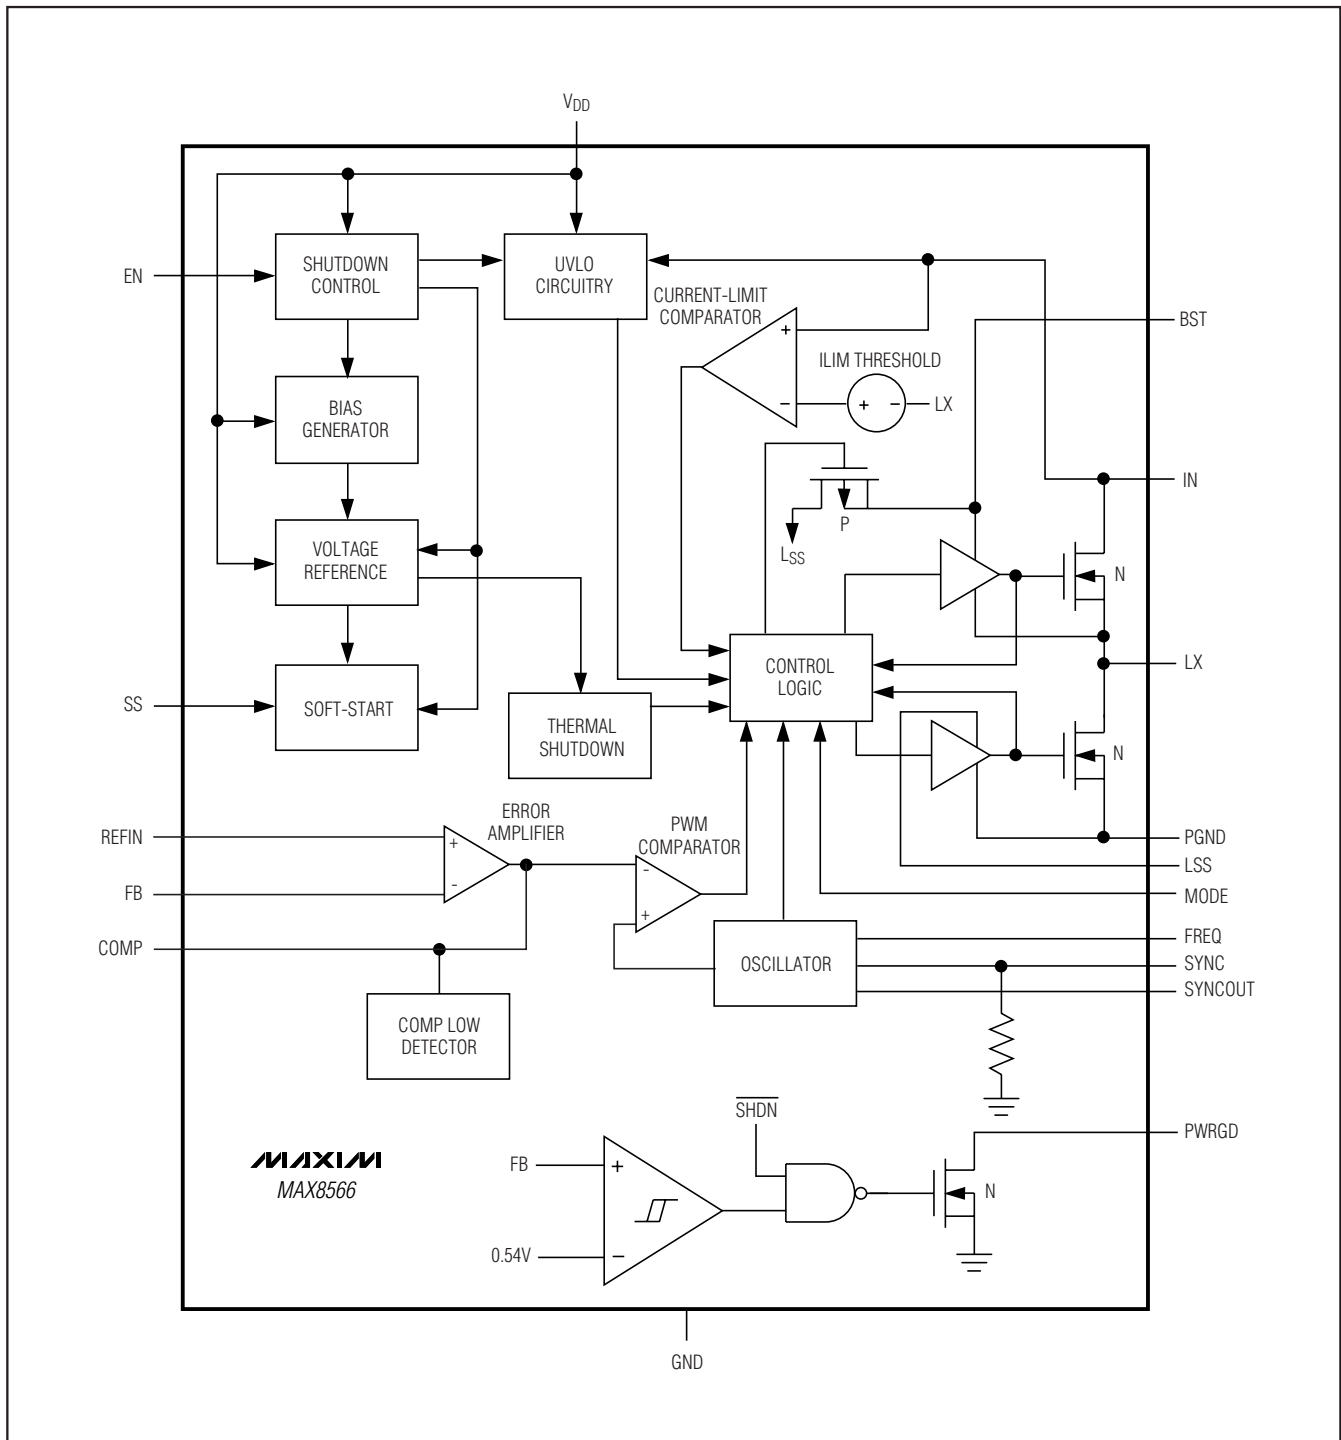 VDD
EN
SHUTDOWN
CONTROL
UVLO
CIRCUITRY
CURRENT-LIMIT
COMPARATOR
+
−
ILIM THRESHOLD
+ −
LX
BST
BIAS
GENERATOR
IN
P
LSS
VOLTAGE
REFERENCE
N
CONTROL
LOGIC
LX
SS
SOFT-START
THERMAL
SHUTDOWN
N
REFIN
FB
COMP
ERROR
AMPLIFIER
+
-
PWM
COMPARATOR
-
+
PGND
LSS
MODE
OSCILLATOR
FREQ
SYNC
SYNCOUT
COMP LOW
DETECTOR
SHDN
PWRGD
MAXIM
MAX8566
FB
+
0.54V
−
N
GND